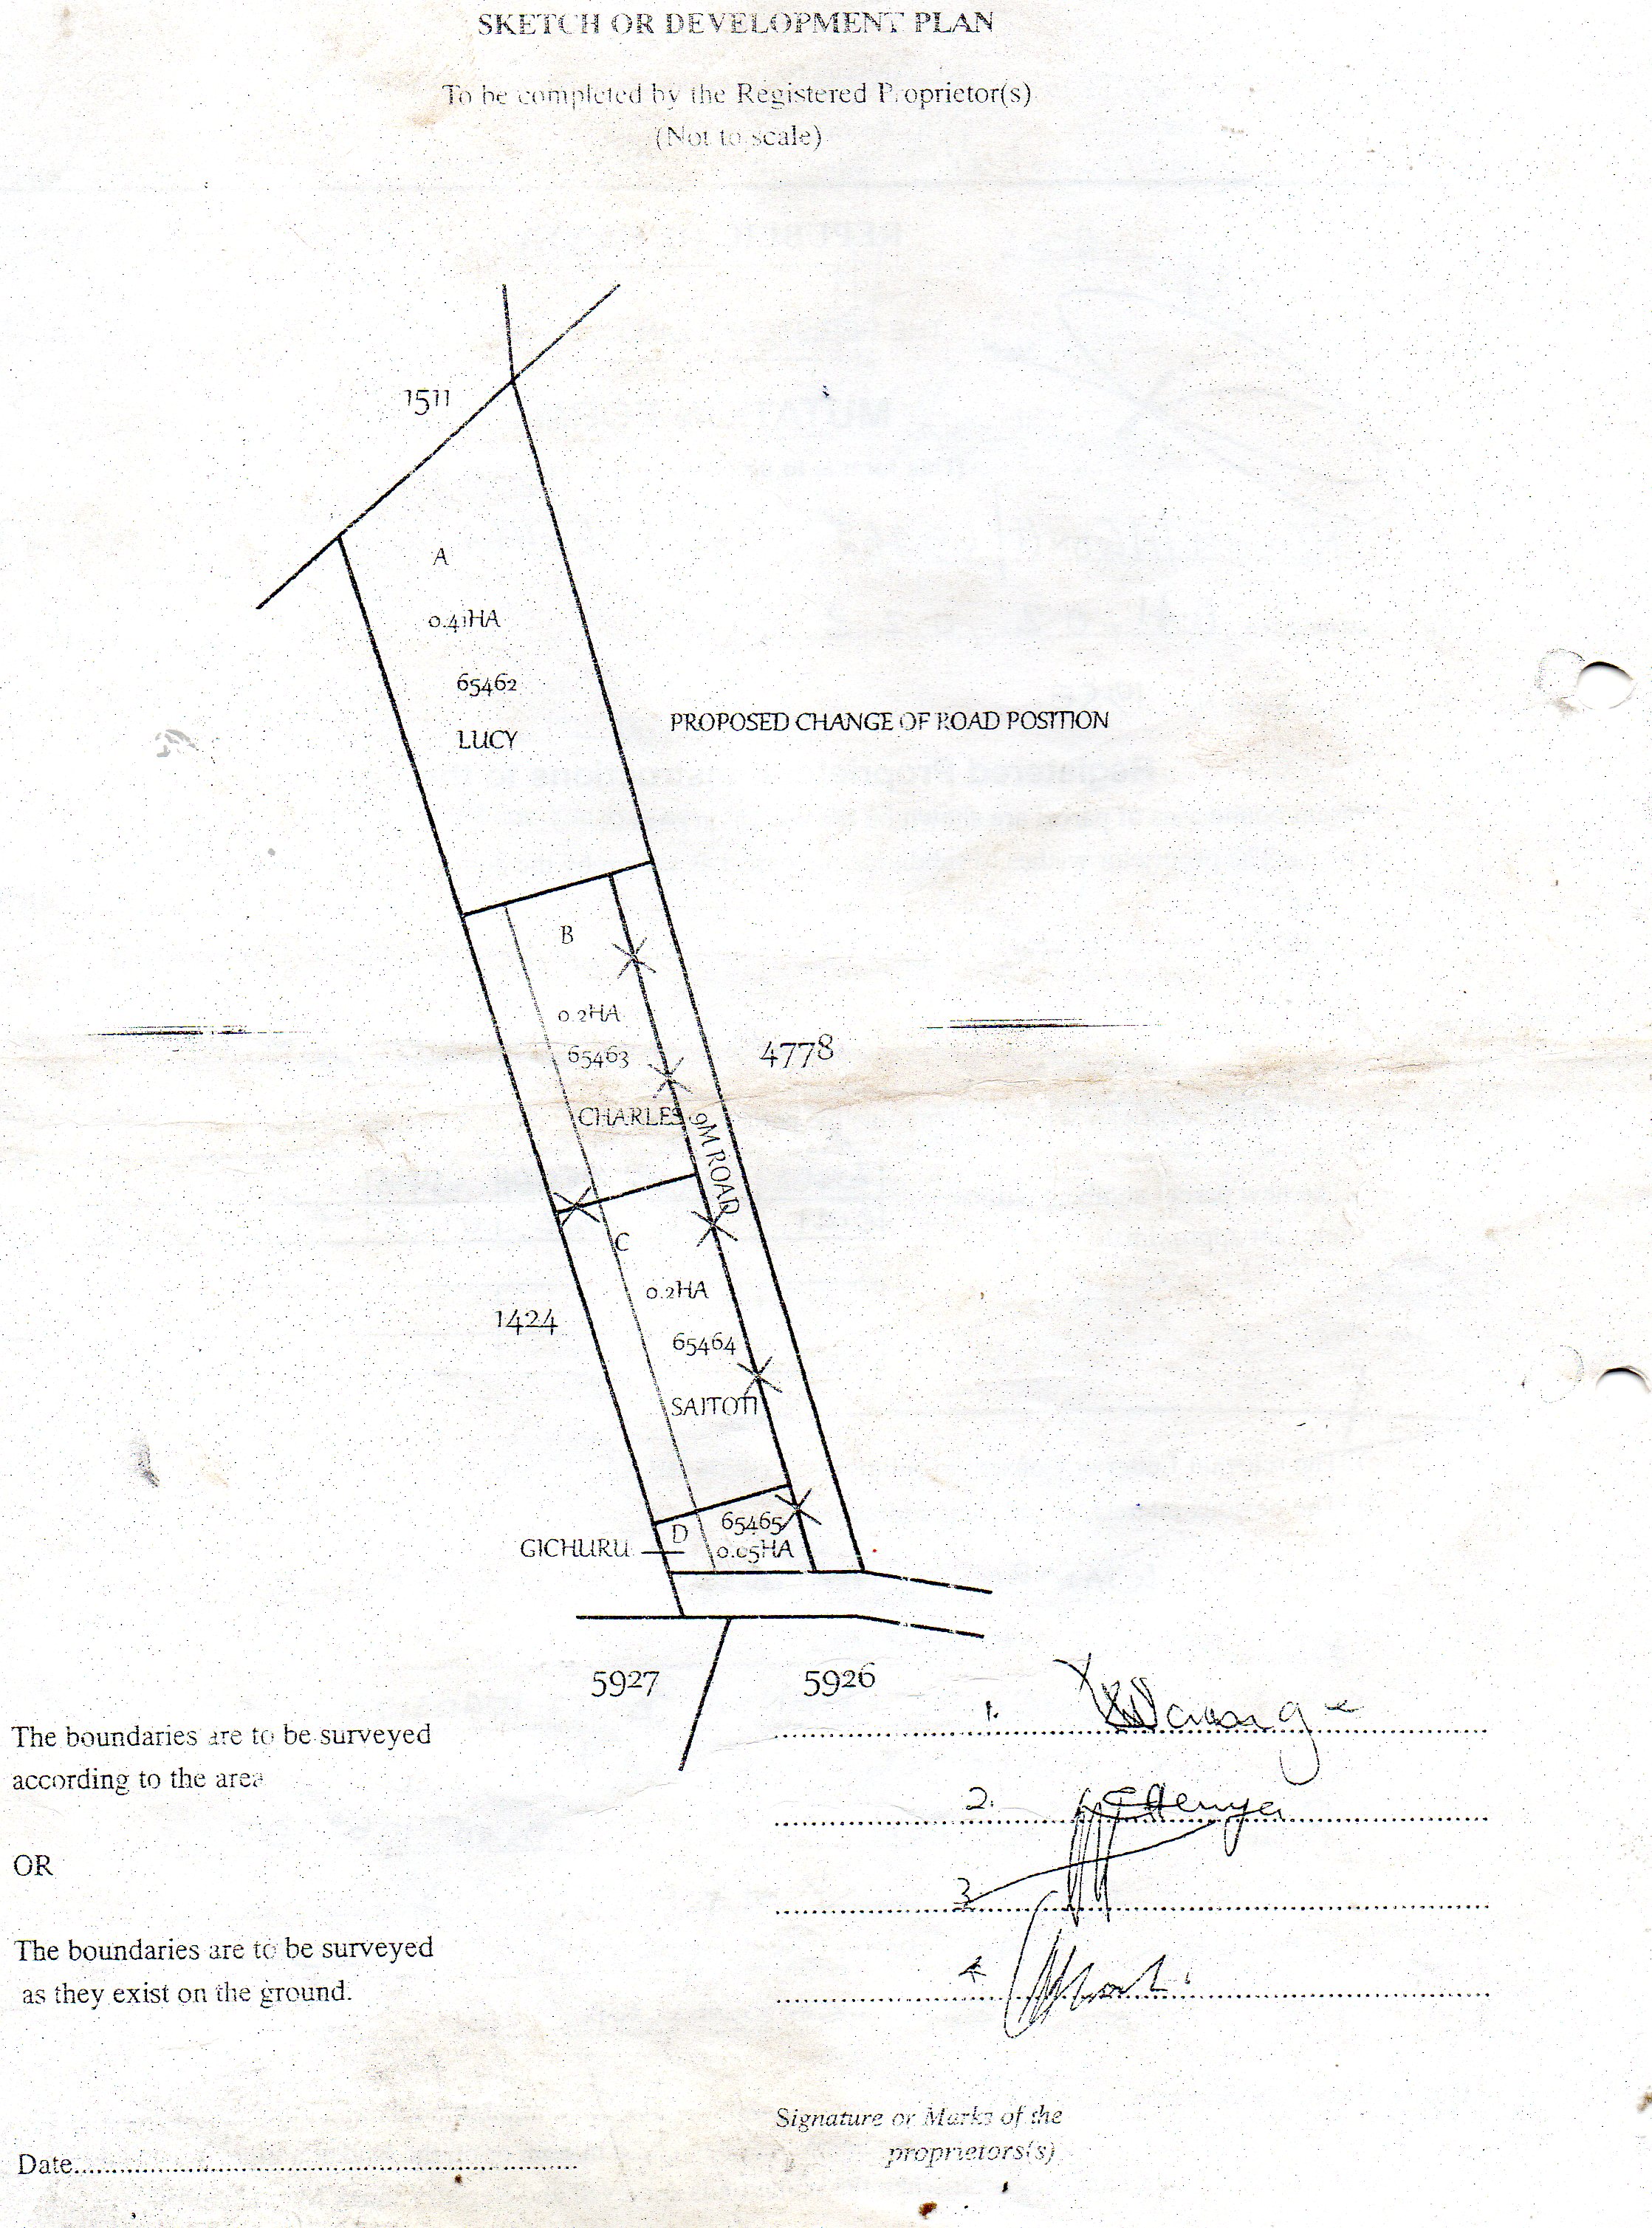 SKETCH OR DEVELOPMENT PLAN
To be completed by the Registered Proprietor(s)
(Not to scale)
1511
A
0.41HA
65462
LUCY
PROPOSED CHANGE OF ROAD POSITION
B
0.2HA
65463
4778
CHARLES
9M ROAD
C
0.2HA
1424
65464
SAITOTI
65465
D
GICHURU
0.05HA
5927
5926
1.
The boundaries are to be surveyed
according to the area
2.
OR
3
The boundaries are to be surveyed
as they exist on the ground.
4
Signature or Marks of the
proprietors(s)
Date